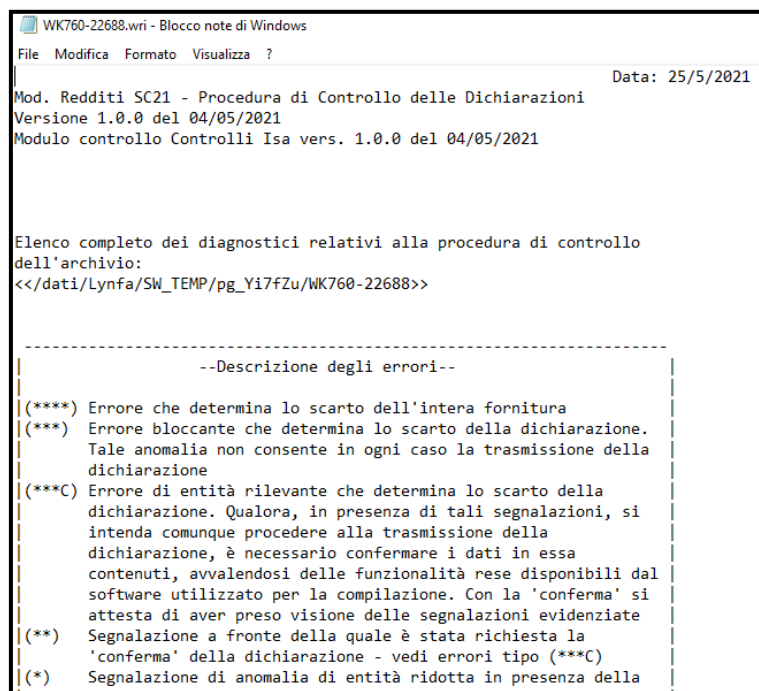 WK760-22688.wri - Blocco note di Windows
File Modifica Formato Visualizza ?
Data: 25/5/2021
Mod. Redditi SC21 - Procedura di Controllo delle Dichiarazioni
Versione 1.0.0 del 04/05/2021
Modulo controllo Controlli Isa vers. 1.0.0 del 04/05/2021
Elenco completo dei diagnostici relativi alla procedura di controllo
dell'archivio:
<</dati/Lynfa/SW_TEMP/pg_Yi7fZu/WK760-22688>>
----------------------------------------------------------------------
| --Descrizione degli errori-- |
| |
|(****) Errore che determina lo scarto dell'intera fornitura |
|(***) Errore bloccante che determina lo scarto della dichiarazione. |
| Tale anomalia non consente in ogni caso la trasmissione della |
| dichiarazione |
|(***C) Errore di entità rilevante che determina lo scarto della |
| dichiarazione. Qualora, in presenza di tali segnalazioni, si |
| intenda comunque procedere alla trasmissione della |
| dichiarazione, è necessario confermare i dati in essa |
| contenuti, avvalendosi delle funzionalità rese disponibili dal |
| software utilizzato per la compilazione. Con la 'conferma' si |
| attesta di aver preso visione delle segnalazioni evidenziate |
|(**) Segnalazione a fronte della quale è stata richiesta la |
| 'conferma' della dichiarazione - vedi errori tipo (***C) |
|(*) Segnalazione di anomalia di entità ridotta in presenza della |